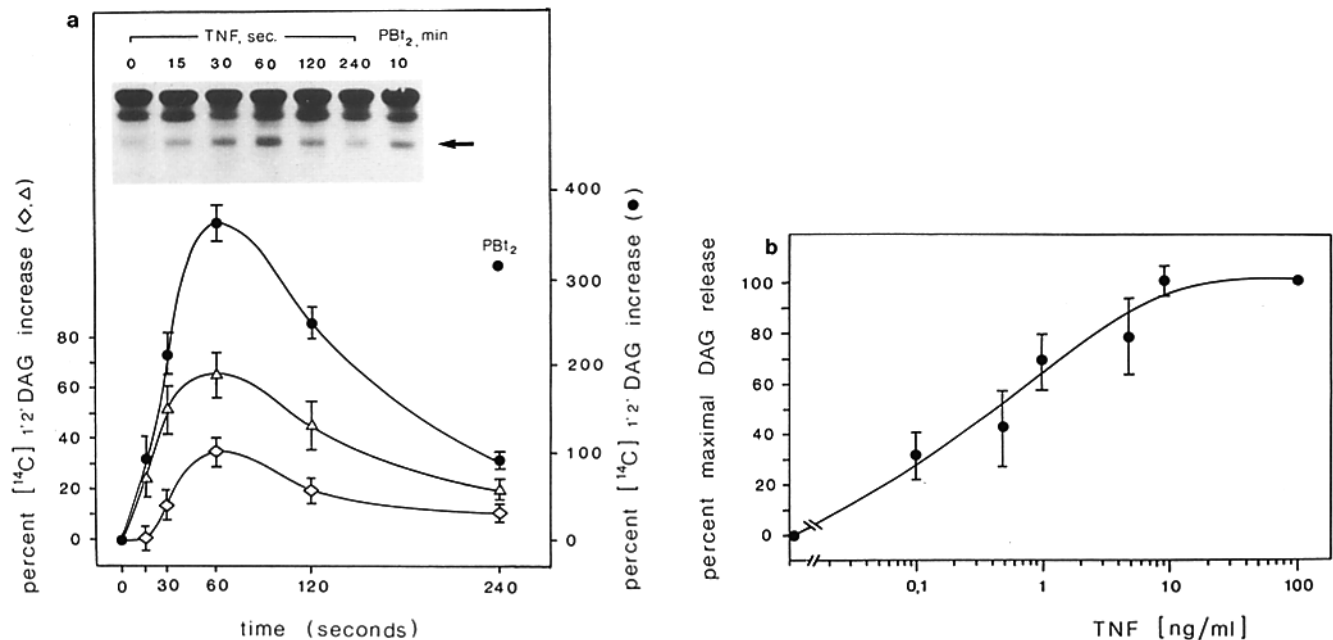 a
TNF, sec. PBt2, min
0 15 30 60 120 240 10
percent [14C] 1'2' DAG increase (◇,△)
80
60
40
20
0
400
300
200
100
0
percent [14C] 1'2' DAG increase (●)
PBt2
0 30 60 120 240
time (seconds)
b
percent maximal DAG release
100
80
60
40
20
0
0,1 1 10 100
TNF [ng/ml]